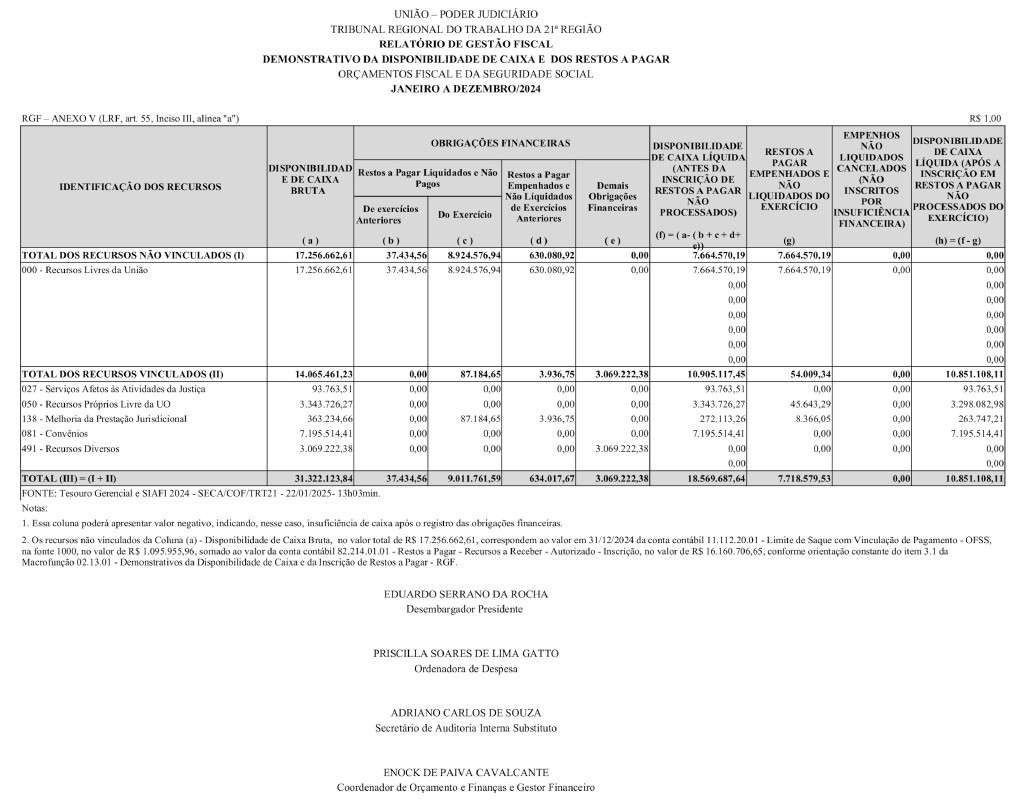 UNIÃO – PODER JUDICIÁRIO
TRIBUNAL REGIONAL DO TRABALHO DA 21ª REGIÃO
RELATÓRIO DE GESTÃO FISCAL
DEMONSTRATIVO DA DISPONIBILIDADE DE CAIXA E DOS RESTOS A PAGAR
ORÇAMENTOS FISCAL E DA SEGURIDADE SOCIAL
JANEIRO A DEZEMBRO/2024
RGF – ANEXO V (LRF, art. 55, Inciso III, alínea "a") R$ 1,00
IDENTIFICAÇÃO DOS RECURSOS
DISPONIBILIDAD
E DE CAIXA
BRUTA
( a )
OBRIGAÇÕES FINANCEIRAS
Restos a Pagar Liquidados e Não
Pagos
De exercícios
Anteriores
( b )
Do Exercício
( c )
Restos a Pagar
Empenhados e
Não Liquidados
de Exercícios
Anteriores
( d )
Demais
Obrigações
Financeiras
( e )
DISPONIBILIDADE
DE CAIXA LÍQUIDA
(ANTES DA
INSCRIÇÃO DE
RESTOS A PAGAR
NÃO
PROCESSADOS)
(f) = ( a- ( b + c + d+
e))
RESTOS A
PAGAR
EMPENHADOS E
NÃO
LIQUIDADOS DO
EXERCÍCIO
(g)
EMPENHOS
NÃO
LIQUIDADOS
CANCELADOS
(NÃO
INSCRITOS
POR
INSUFICIÊNCIA
FINANCEIRA)
DISPONIBILIDADE
DE CAIXA
LÍQUIDA (APÓS A
INSCRIÇÃO EM
RESTOS A PAGAR
NÃO
PROCESSADOS DO
EXERCÍCIO)
(h) = (f - g)
TOTAL DOS RECURSOS NÃO VINCULADOS (I) 17.256.662,61 37.434,56 8.924.576,94 630.080,92 0,00 7.664.570,19 7.664.570,19 0,00 0,00
000 - Recursos Livres da União 17.256.662,61 37.434,56 8.924.576,94 630.080,92 0,00 7.664.570,19 7.664.570,19 0,00 0,00
0,00 0,00
0,00 0,00
0,00 0,00
0,00 0,00
0,00 0,00
0,00 0,00
TOTAL DOS RECURSOS VINCULADOS (II) 14.065.461,23 0,00 87.184,65 3.936,75 3.069.222,38 10.905.117,45 54.009,34 0,00 10.851.108,11
027 - Serviços Afetos às Atividades da Justiça 93.763,51 0,00 0,00 0,00 0,00 93.763,51 0,00 0,00 93.763,51
050 - Recursos Próprios Livre da UO 3.343.726,27 0,00 0,00 0,00 0,00 3.343.726,27 45.643,29 0,00 3.298.082,98
138 - Melhoria da Prestação Jurisdicional 363.234,66 0,00 87.184,65 3.936,75 0,00 272.113,26 8.366,05 0,00 263.747,21
081 - Convênios 7.195.514,41 0,00 0,00 0,00 0,00 7.195.514,41 0,00 0,00 7.195.514,41
491 - Recursos Diversos 3.069.222,38 0,00 0,00 0,00 3.069.222,38 0,00 0,00 0,00 0,00
0,00 0,00
TOTAL (III) = (I + II) 31.322.123,84 37.434,56 9.011.761,59 634.017,67 3.069.222,38 18.569.687,64 7.718.579,53 0,00 10.851.108,11
FONTE: Tesouro Gerencial e SIAFI 2024 - SECA/COF/TRT21 - 22/01/2025- 13h03min.
Notas:
1. Essa coluna poderá apresentar valor negativo, indicando, nesse caso, insuficiência de caixa após o registro das obrigações financeiras.
2. Os recursos não vinculados da Coluna (a) - Disponibilidade de Caixa Bruta, no valor total de R$ 17.256.662,61, correspondem ao valor em 31/12/2024 da conta contábil 11.112.20.01 - Limite de Saque com Vinculação de Pagamento - OFSS,
na fonte 1000, no valor de R$ 1.095.955,96, somado ao valor da conta contábil 82.214.01.01 - Restos a Pagar - Recursos a Receber - Autorizado - Inscrição, no valor de R$ 16.160.706,65, conforme orientação constante do item 3.1 da
Macrofunção 02.13.01 - Demonstrativos da Disponibilidade de Caixa e da Inscrição de Restos a Pagar - RGF.
EDUARDO SERRANO DA ROCHA
Desembargador Presidente
PRISCILLA SOARES DE LIMA GATTO
Ordenadora de Despesa
ADRIANO CARLOS DE SOUZA
Secretário de Auditoria Interna Substituto
ENOCK DE PAIVA CAVALCANTE
Coordenador de Orçamento e Finanças e Gestor Financeiro